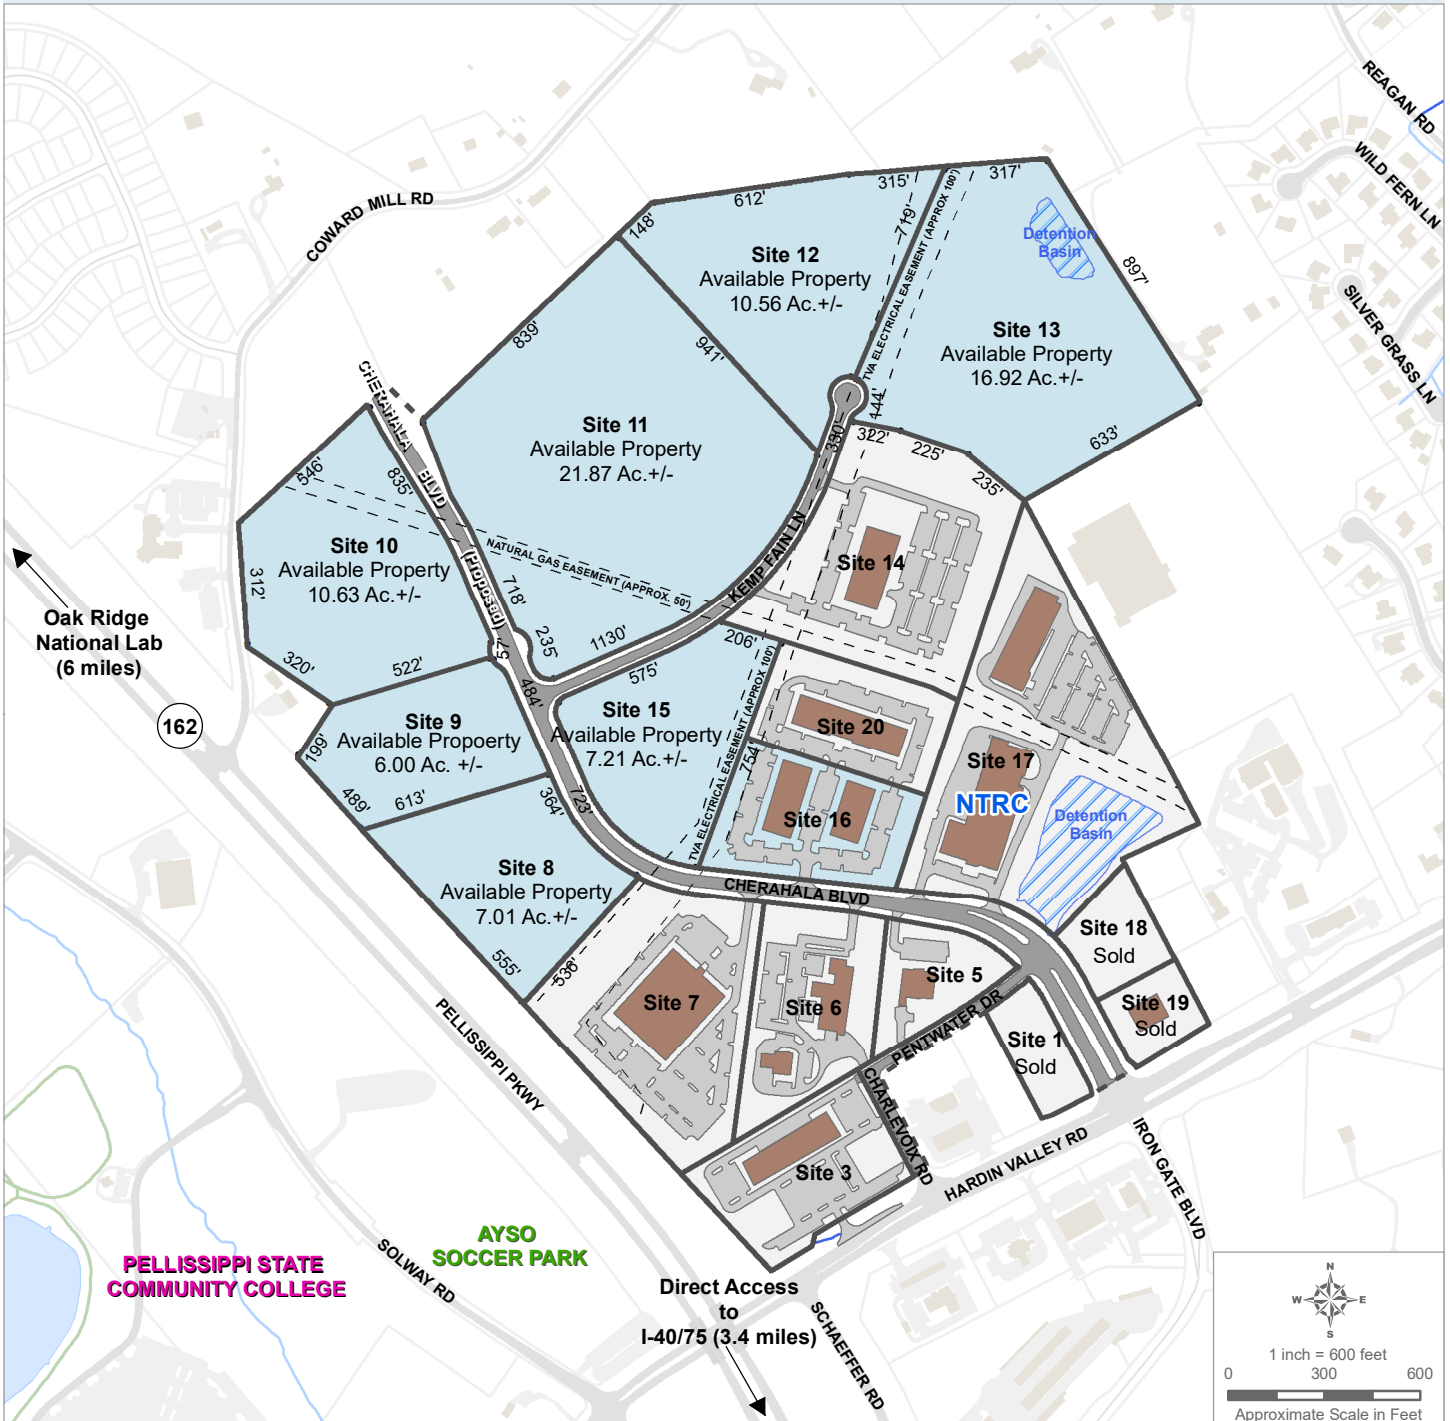 REAGAN RD
WILD FERN LN
SILVER GRASS LN
COWARD MILL RD
612'
315'
317'
148'
719'
TVA ELECTRICAL EASEMENT (APPROX 100')
Detention
Basin
897'
Site 12
Available Property
10.56 Ac.+/-
Site 13
Available Property
16.92 Ac.+/-
839'
941'
Site 11
Available Property
21.87 Ac.+/-
CHERAHALA BLVD (Proposed)
144'
330'
322'
225'
235'
633'
546'
835'
Site 10
Available Property
10.63 Ac.+/-
312'
NATURAL GAS EASEMENT (APPROX. 50')
KEMP FAIN LN
Site 14
718'
235'
57'
1130'
206'
Oak Ridge
National Lab
(6 miles)
320'
522'
484'
575'
162
Site 9
Available Propoerty
6.00 Ac. +/-
199'
Site 15
Available Property
7.21 Ac.+/-
TVA ELECTRICAL EASEMENT (APPROX 100')
754'
Site 20
Site 17
NTRC
489'
613'
364'
723'
Site 16
Detention
Basin
Site 8
Available Property
7.01 Ac.+/-
CHERAHALA BLVD
555'
536'
Site 18
Sold
Site 7
Site 6
Site 5
Site 19
Sold
PENTWATER DR
Site 1
Sold
PELLISSIPPI PKWY
CHARLEVOIX RD
Site 3
HARDIN VALLEY RD
IRON GATE BLVD
AYSO
SOCCER PARK
PELLISSIPPI STATE
COMMUNITY COLLEGE
SOLWAY RD
Direct Access
to
I-40/75 (3.4 miles)
SCHAEFFER RD
N
W
E
S
1 inch = 600 feet
0
300
600
Approximate Scale in Feet